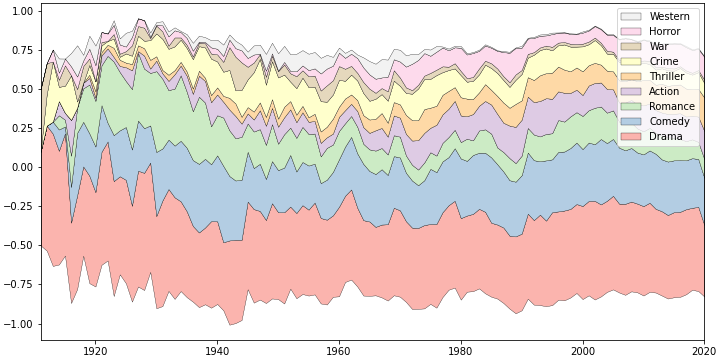 1.00
0.75
0.50
0.25
0.00
−0.25
−0.50
−0.75
−1.00
1920
1940
1960
1980
2000
2020
Western
Horror
War
Crime
Thriller
Action
Romance
Comedy
Drama